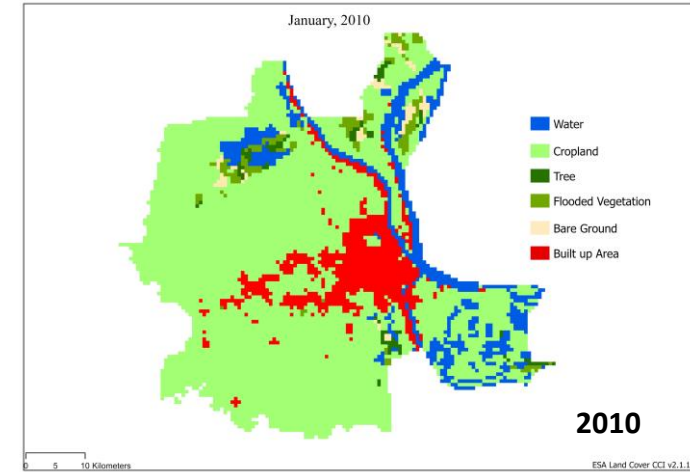 January, 2010
Water
Cropland
Tree
Flooded Vegetation
Bare Ground
Built up Area
2010
0 5 10 Kilometers
ESA Land Cover CCI v2.1.1